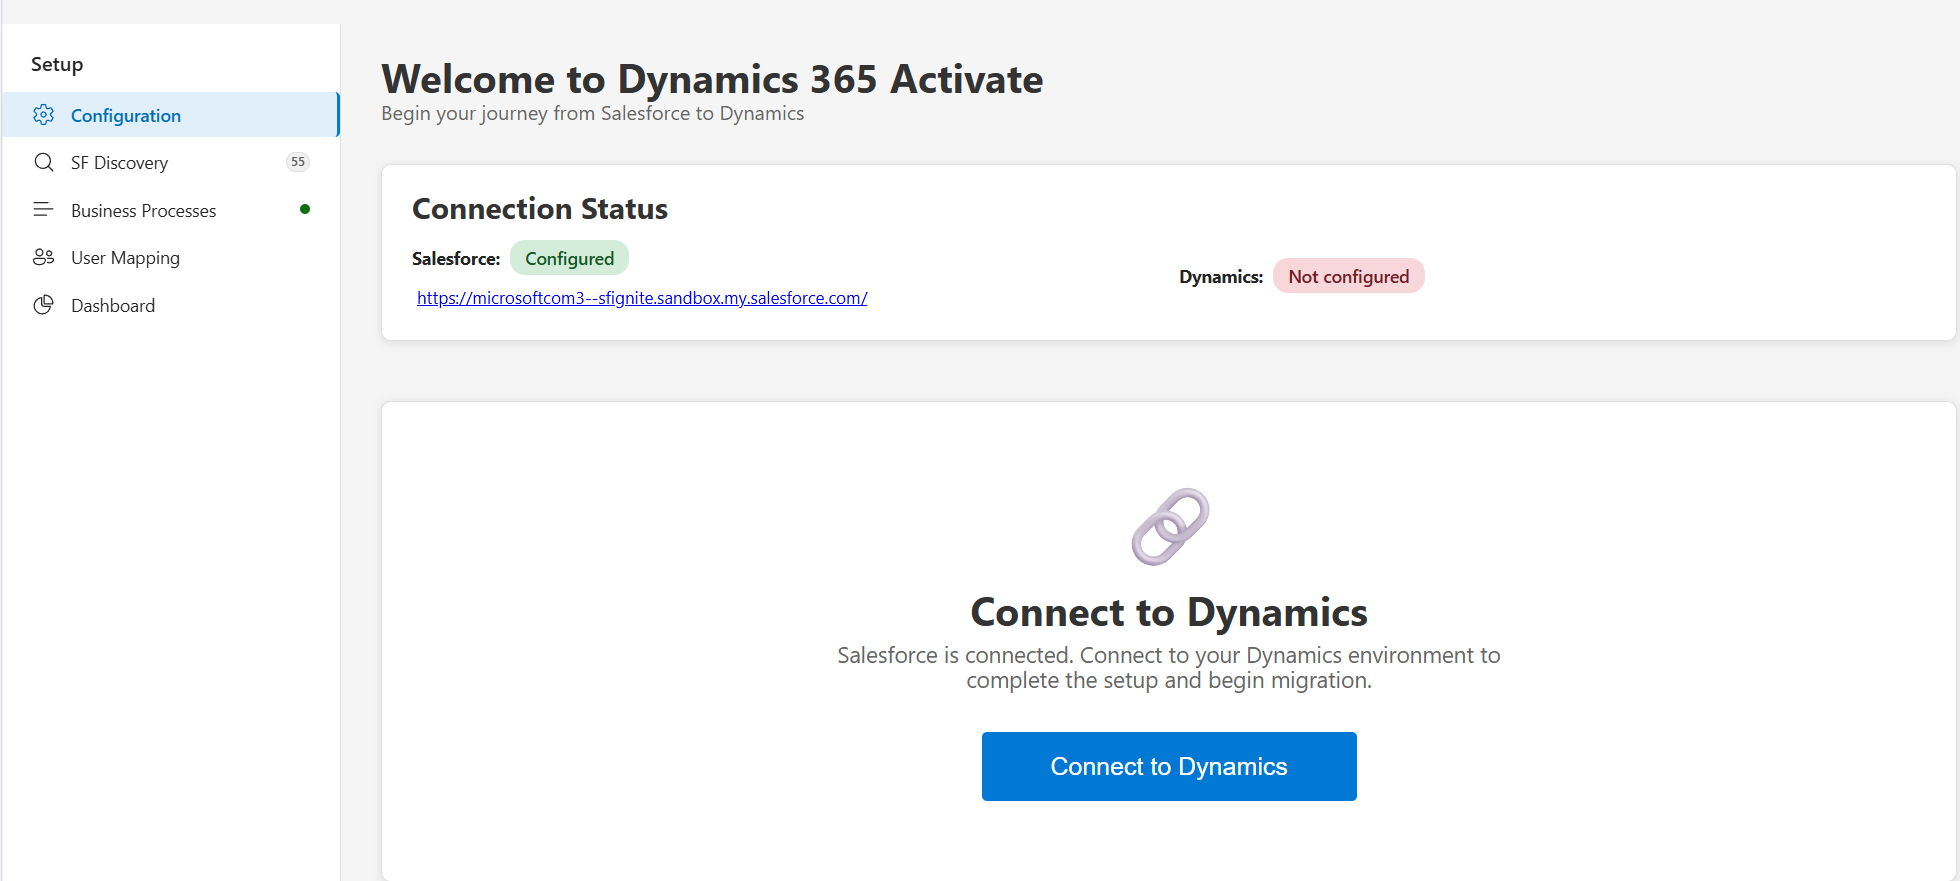 Setup
Configuration
SF Discovery 55
Business Processes
User Mapping
Dashboard
Welcome to Dynamics 365 Activate
Begin your journey from Salesforce to Dynamics
Connection Status
Salesforce: Configured
https://microsoftcom3--sfignite.sandbox.my.salesforce.com/
Dynamics: Not configured
Connect to Dynamics
Salesforce is connected. Connect to your Dynamics environment to
complete the setup and begin migration.
Connect to Dynamics